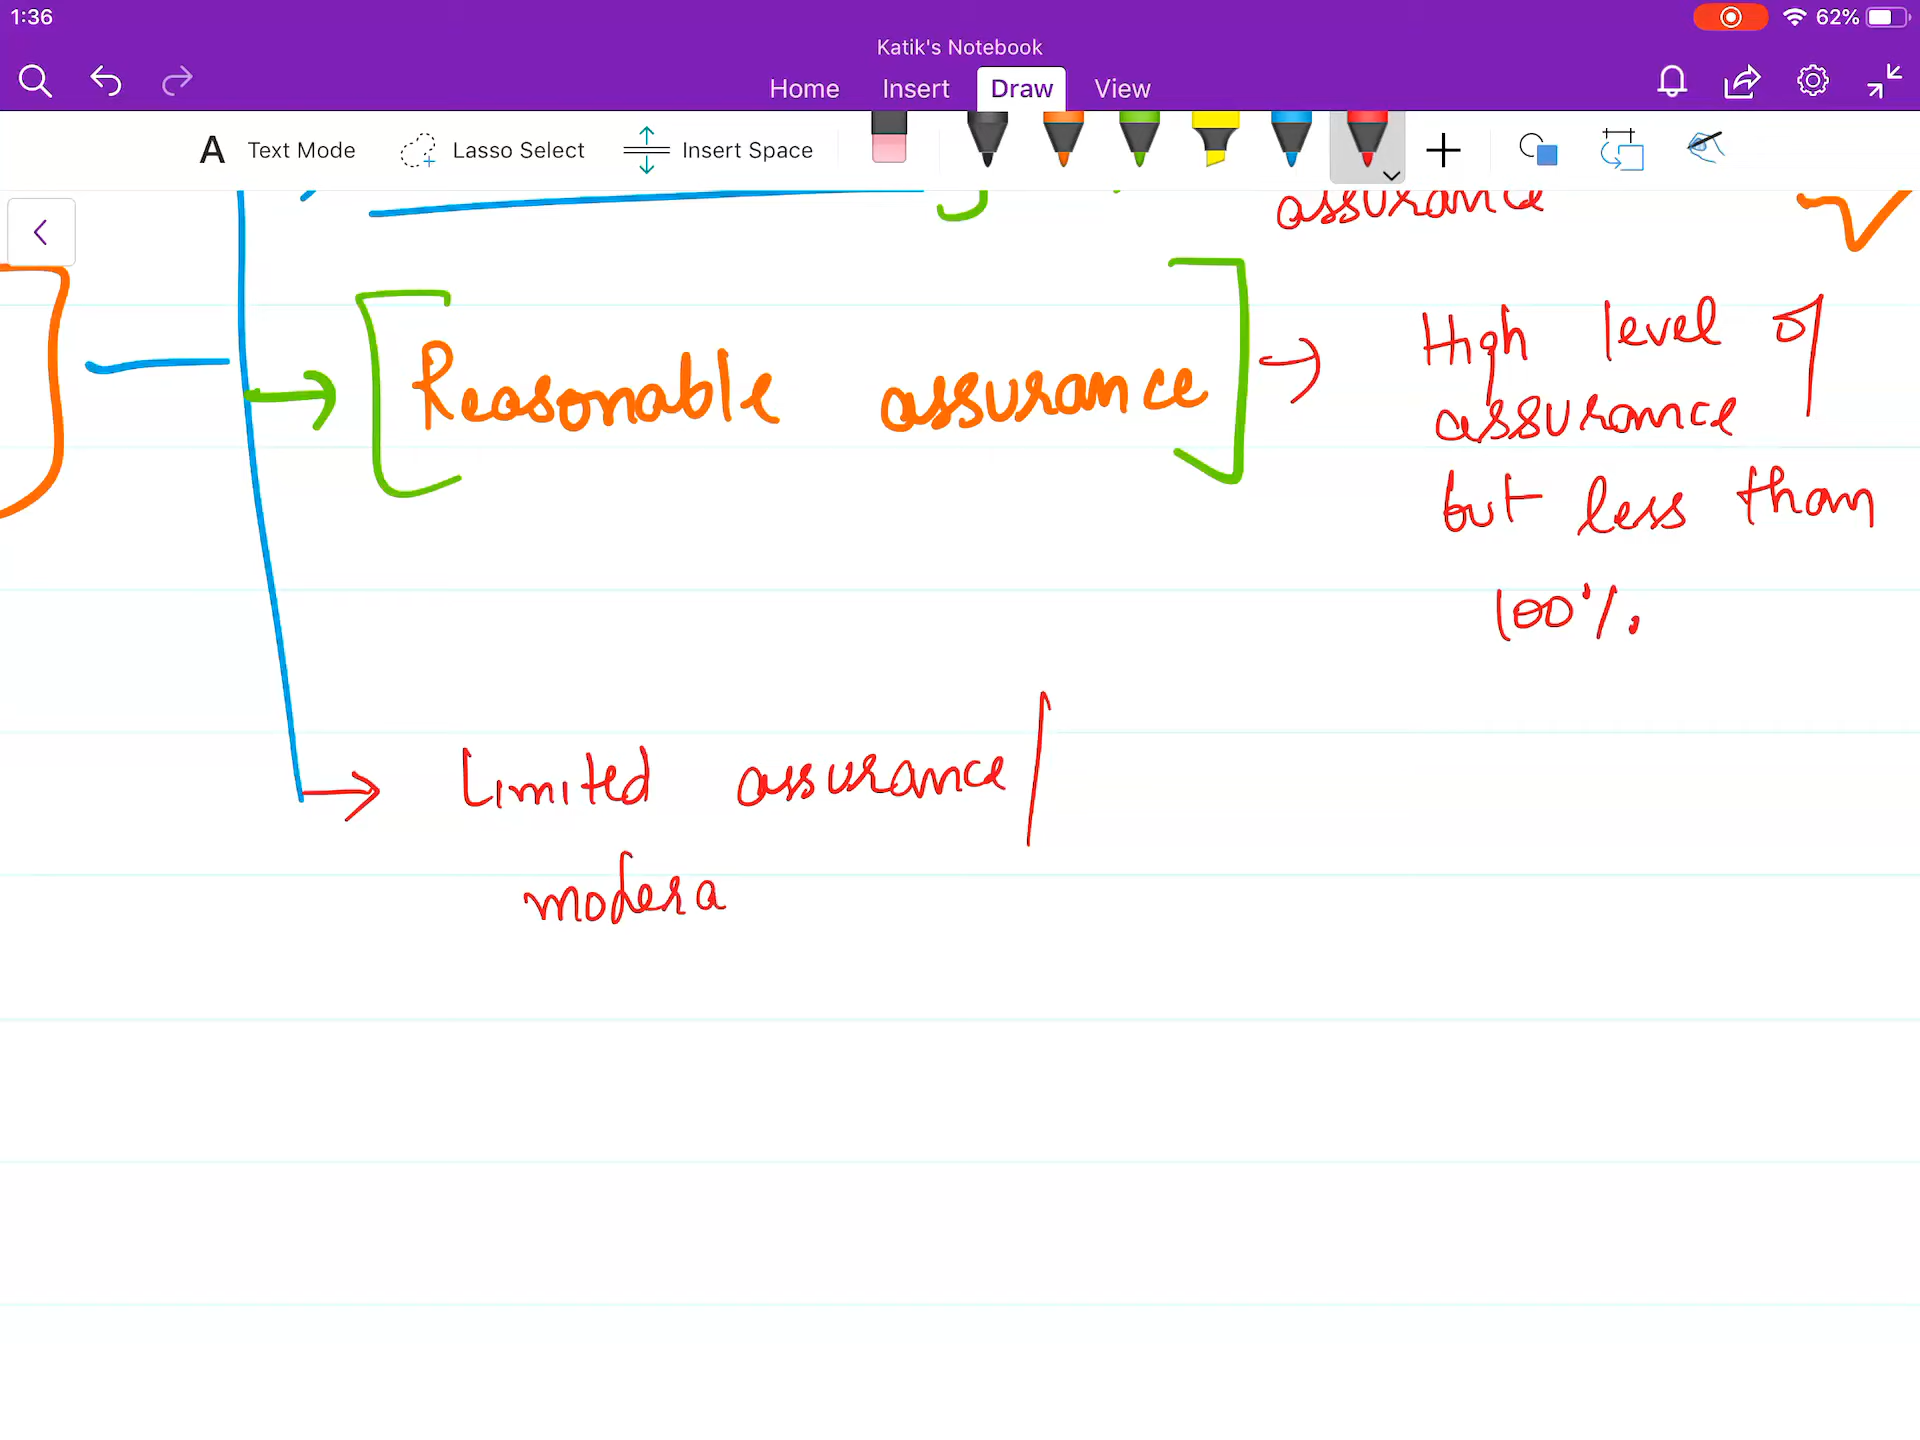 1:36
62%
Katik's Notebook
Home Insert Draw View
A Text Mode Lasso Select Insert Space
assurance
Reasonable assurance
High level of
assurance
but less than
100%
Limited assurance /
modera